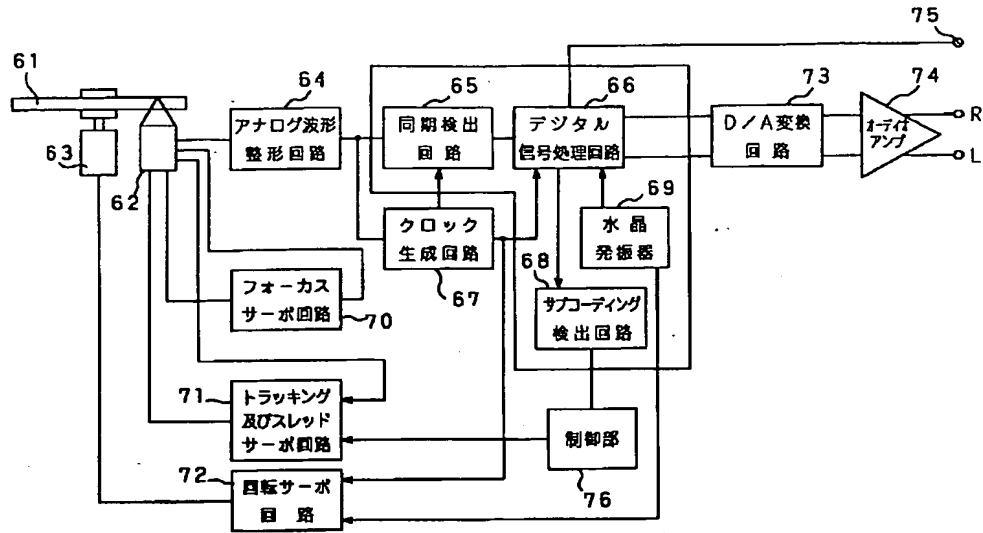 61
62
63
64
アナログ波形
整形回路
65
同期検出
回路
66
デジタル
信号処理回路
73
D/A変換
回路
74
オーディオ
アンプ
75
R
L
クロック
生成回路
67
68
69
水晶
発振器
サブコーディング
検出回路
フォーカス
サーボ回路
70
71
トラッキング
及びスレッド
サーボ回路
72
回転サーボ
回路
制御部
76